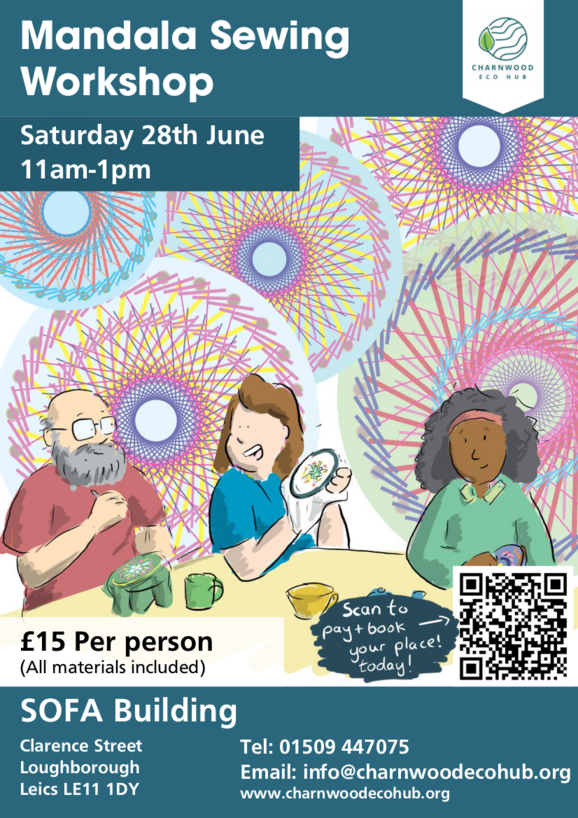 Mandala Sewing
Workshop
CHARNWOOD
ECO HUB
Saturday 28th June
11am-1pm
Scan to
pay+book
your place!
today!
£15 Per person
(All materials included)
SOFA Building
Clarence Street
Loughborough
Leics LE11 1DY
Tel: 01509 447075
Email: info@charnwoodecohub.org
www.charnwoodecohub.org